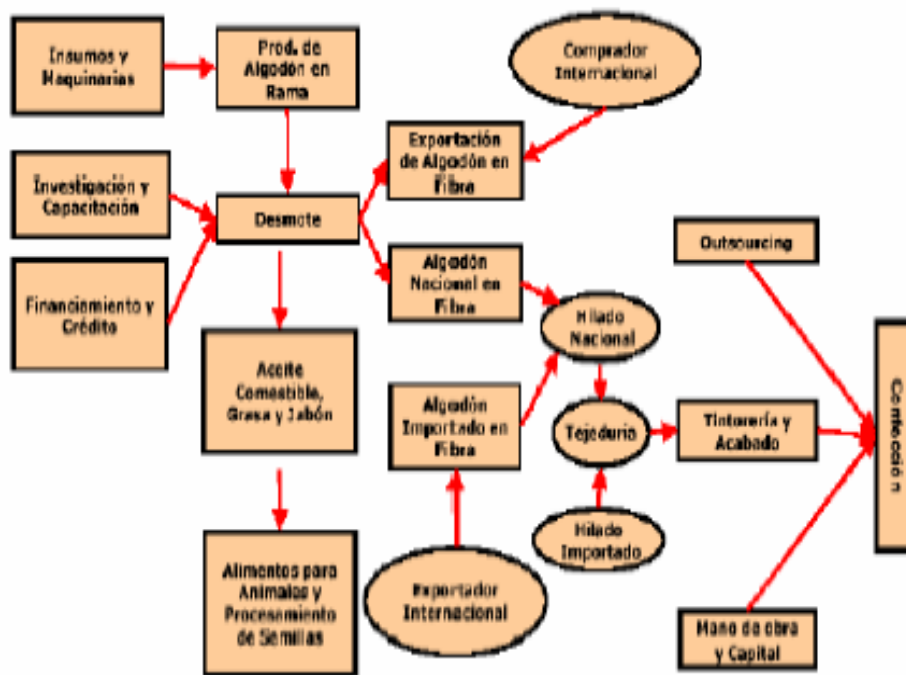 Insumos y
Maquinarias
Prod. de
Algodón en
Rama
Comprador
Internacional
Investigación y
Capacitación
Desmote
Exportación
de Algodón en
Fibra
Financiamiento y
Crédito
Algodón
Nacional en
Fibra
Outsourcing
Hilado
Nacional
Aceite
Comestible,
Grasa y Jabón
Algodón
Importado en
Fibra
Tejeduria
Tintorería y
Acabado
Confección
Hilado
Importado
Alimentos para
Animales y
Procesamiento
de Semillas
Exportador
Internacional
Mano de obra
y Capital